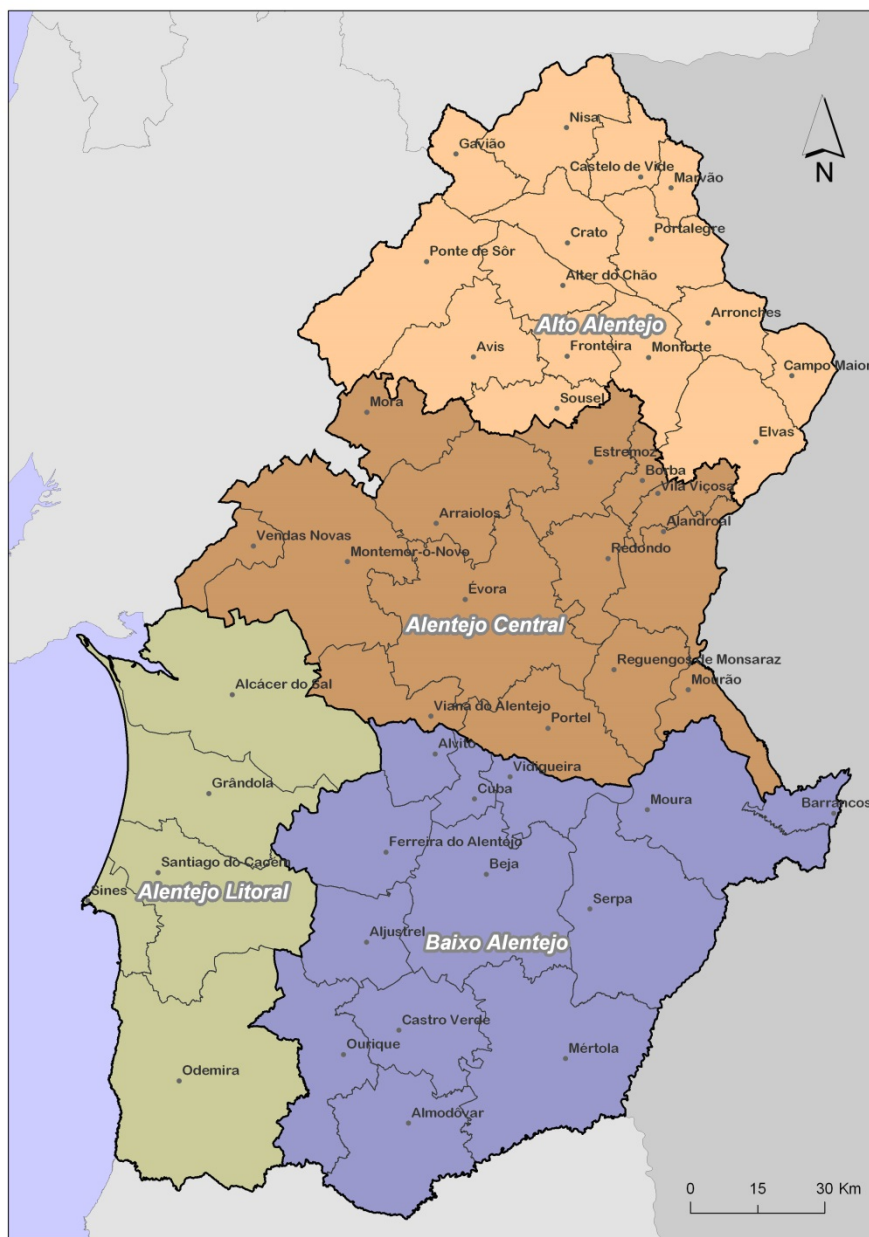 Nisa
Gavião
Castelo de Vide
Marvão
N
Crato
Portalegre
Ponte de Sôr
Alter do Chão
Arronches
Alto Alentejo
Avis
Fronteira
Monforte
Campo Maior
Mora
Sousel
Elvas
Estremoz
Borba
Vila Viçosa
Arraiolos
Alandroal
Vendas Novas
Montemor-o-Novo
Redondo
Évora
Alentejo Central
Reguengos de Monsaraz
Alcácer do Sal
Mourão
Viana do Alentejo
Portel
Alvito
Vidigueira
Grândola
Cuba
Moura
Barrancos
Ferreira do Alentejo
Santiago do Cacém
Beja
Sines
Alentejo Litoral
Serpa
Aljustrel
Baixo Alentejo
Castro Verde
Ourique
Mértola
Odemira
Almodôvar
0 15 30 Km